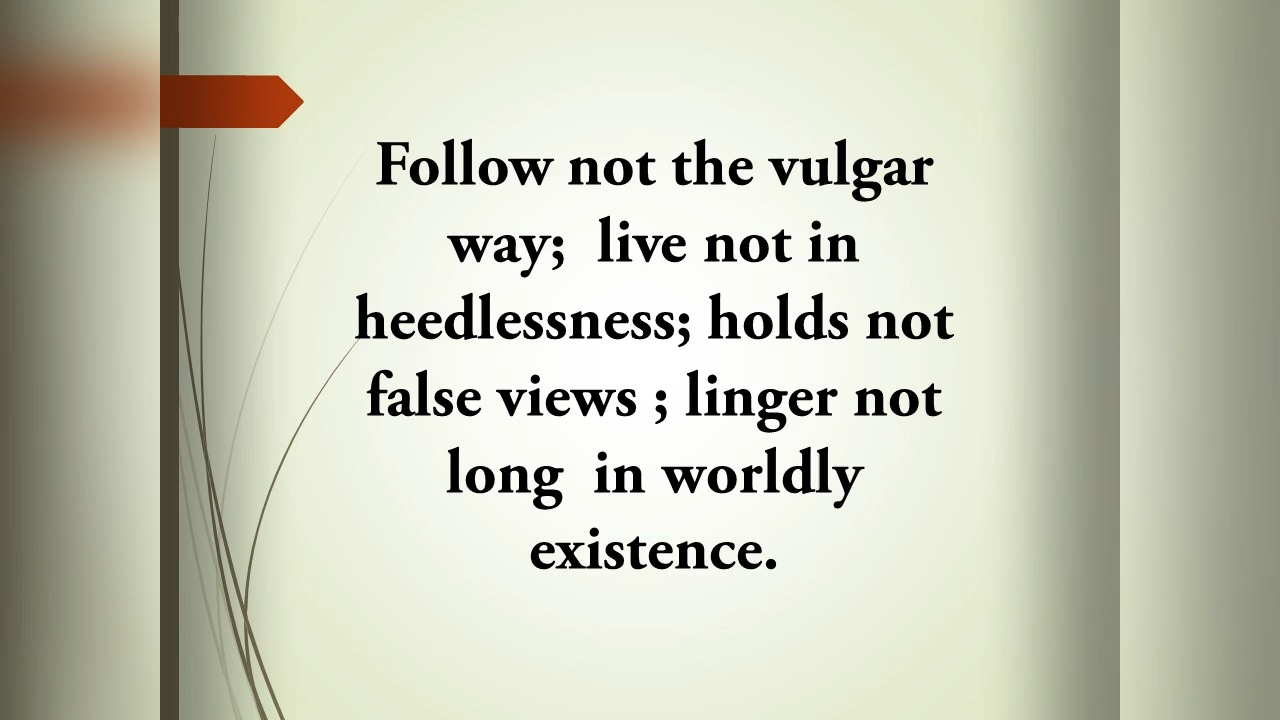 Follow not the vulgar
way;  live not in
heedlessness; holds not
false views ; linger not
long  in worldly
existence.